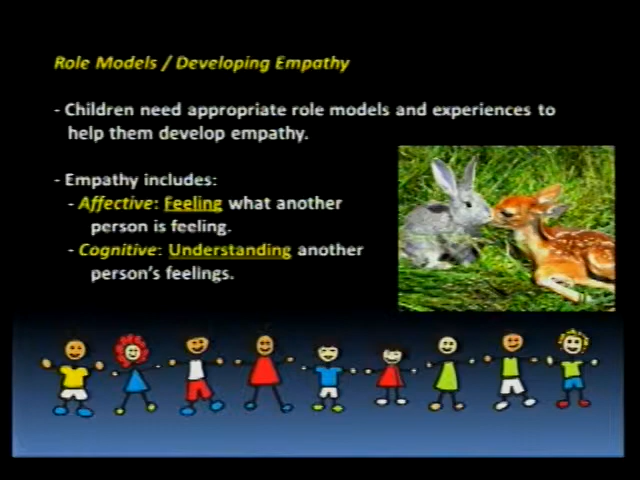 Role Models / Developing Empathy
- Children need appropriate role models and experiences to
help them develop empathy.
- Empathy includes:
- Affective: Feeling what another
person is feeling.
- Cognitive: Understanding another
person's feelings.